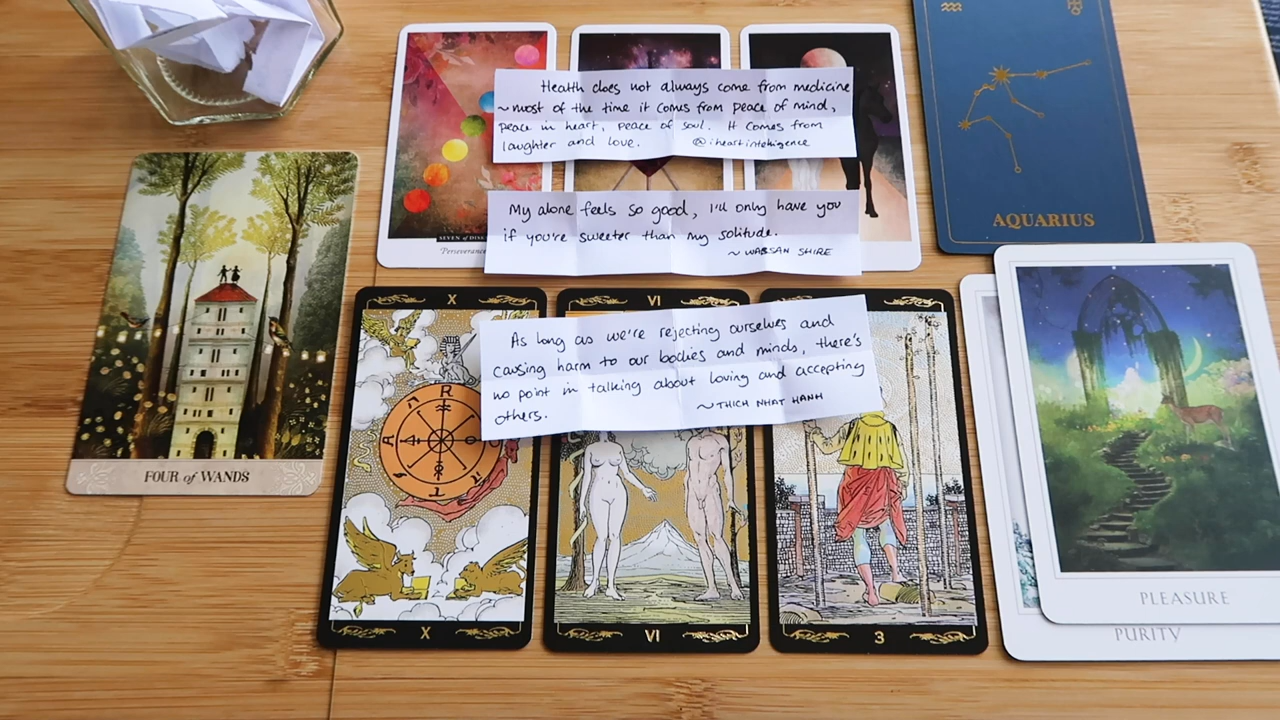 Health does not always come from medicine
~ most of the time it comes from peace of mind,
peace in heart, peace of soul. It comes from
laughter and love. @iheartintelligence
My alone feels so good, I'll only have you
if you're sweeter than my solitude.
~ WARSAN SHIRE
As long as we're rejecting ourselves and
causing harm to our bodies and minds, there's
no point in talking about loving and accepting
others. ~ THICH NHAT HANH
SEVEN of DISKS
Perseverance
AQUARIUS
FOUR of WANDS
X
R
A
T
X
VI
VI
3
PLEASURE
PURITY